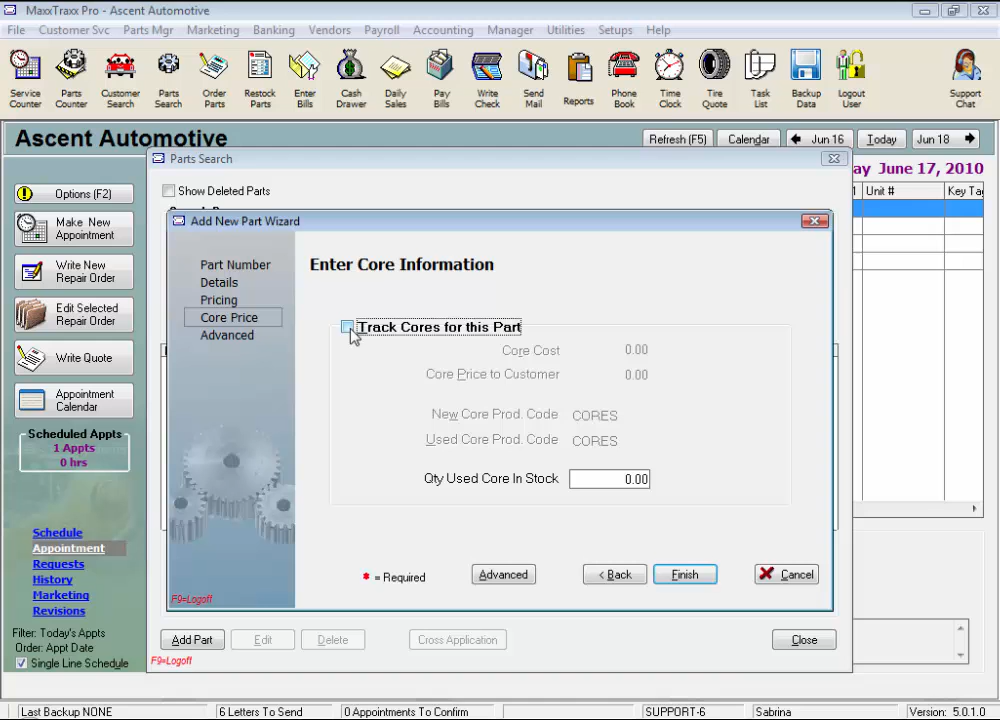 MaxxTraxx Pro - Ascent Automotive
File Customer Svc Parts Mgr Marketing Banking Vendors Payroll Accounting Manager Utilities Setups Help
Service Counter
Parts Counter
Customer Search
Parts Search
Order Parts
Restock Parts
Enter Bills
Cash Drawer
Daily Sales
Pay Bills
Write Check
Send Mail
Reports
Phone Book
Time Clock
Tire Quote
Task List
Backup Data
Logout User
Support Chat
Ascent Automotive
Refresh (F5) Calendar Jun 16 Today Jun 18
ay June 17, 2010
Unit # Key Tag
Options (F2)
Make New
Appointment
Write New
Repair Order
Edit Selected
Repair Order
Write Quote
Appointment
Calendar
Scheduled Appts
1 Appts
0 hrs
Schedule
Appointment
Requests
History
Marketing
Revisions
Filter: Today's Appts
Order: Appt Date
Single Line Schedule
Parts Search
Show Deleted Parts
Add New Part Wizard
Part Number
Details
Pricing
Core Price
Advanced
F9=Logoff
Enter Core Information
Track Cores for this Part
Core Cost 0.00
Core Price to Customer 0.00
New Core Prod. Code CORES
Used Core Prod. Code CORES
Qty Used Core In Stock 0.00
* = Required Advanced < Back Finish Cancel
Add Part Edit Delete Cross Application Close
F9=Logoff
Last Backup NONE 6 Letters To Send 0 Appointments To Confirm SUPPORT-6 Sabrina Version: 5.0.1.0